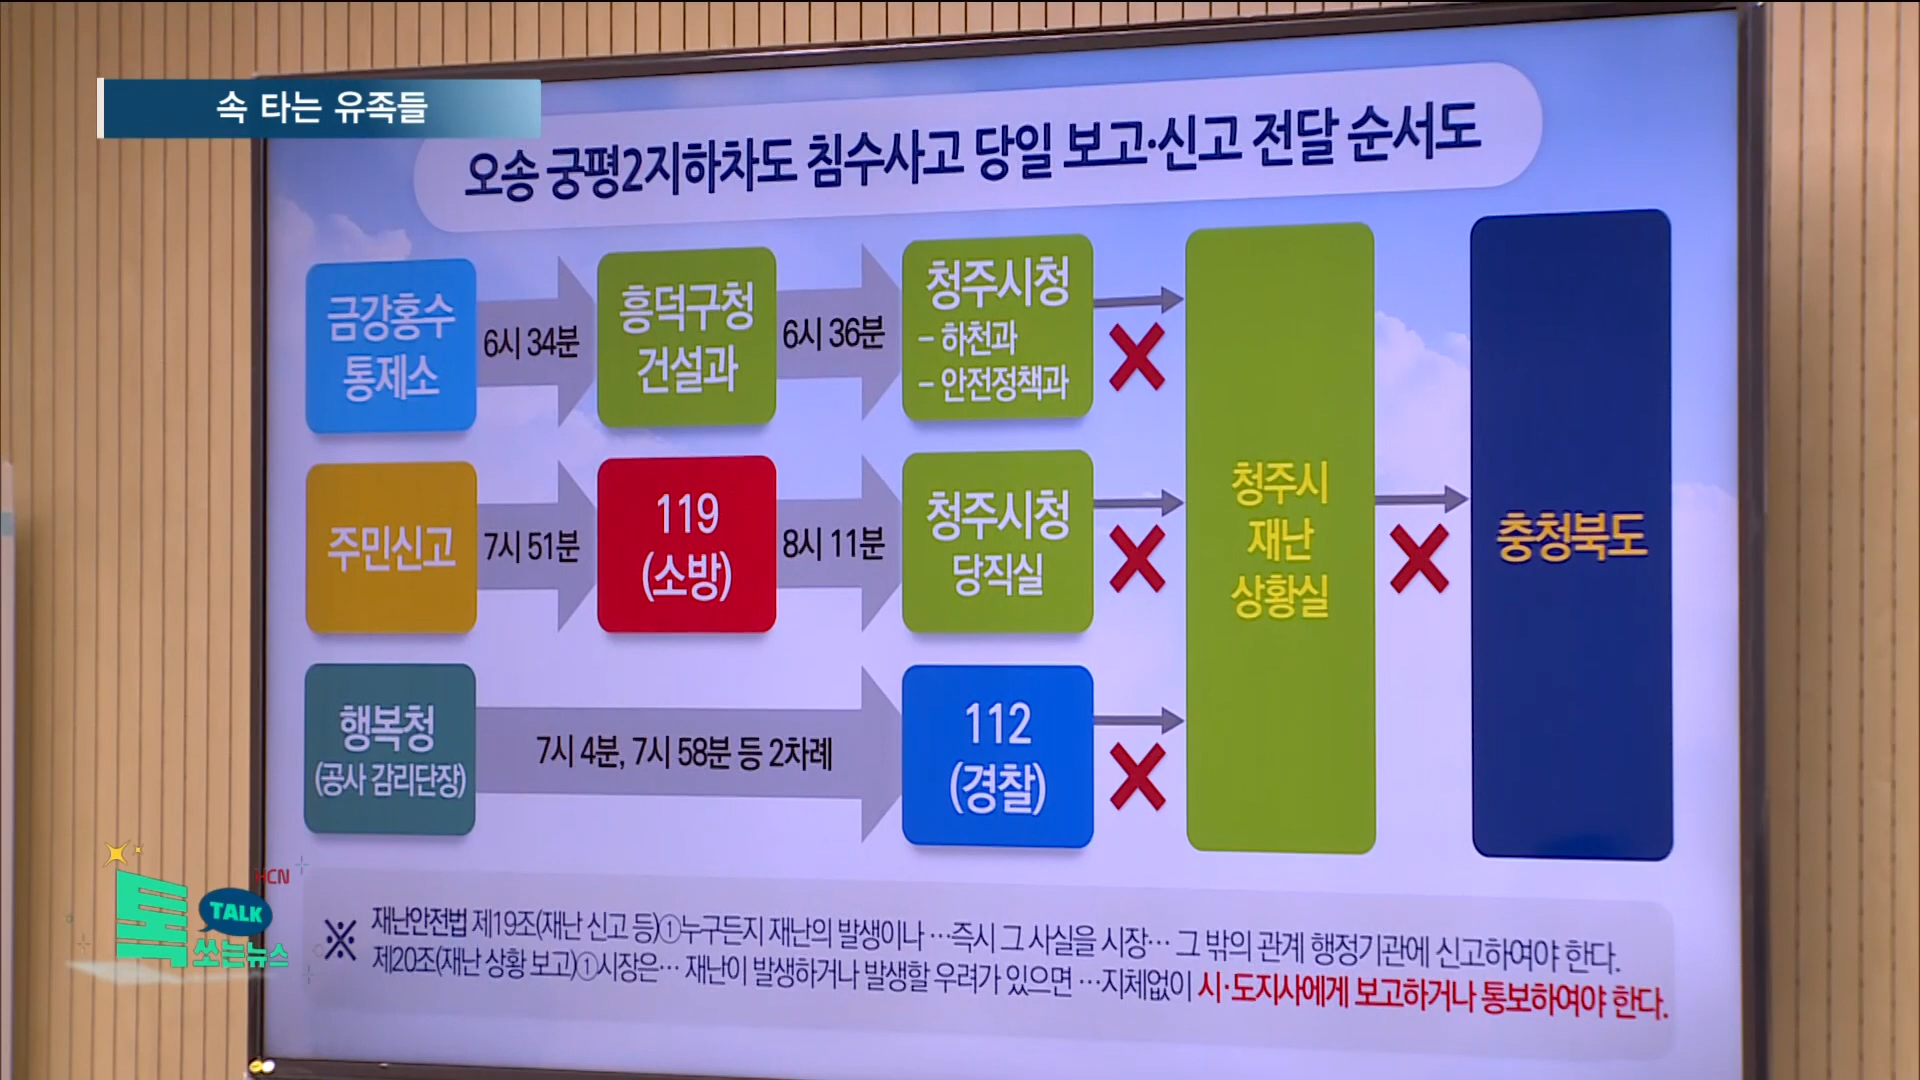 속 타는 유족들
오송 궁평2지하차도 침수사고 당일 보고·신고 전달 순서도
금강홍수
통제소
6시 34분
흥덕구청
건설과
6시 36분
청주시청
- 하천과
- 안전정책과
주민신고
7시 51분
119
(소방)
8시 11분
청주시청
당직실
행복청
(공사 감리단장)
7시 4분, 7시 58분 등 2차례
112
(경찰)
청주시
재난
상황실
충청북도
※ 재난안전법 제19조(재난 신고 등)①누구든지 재난의 발생이나 …즉시 그 사실을 시장… 그 밖의 관계 행정기관에 신고하여야 한다.
제20조(재난 상황 보고)①시장은… 재난이 발생하거나 발생할 우려가 있으면 …지체없이 시·도지사에게 보고하거나 통보하여야 한다.
HCN
톡 TALK
쏘는뉴스